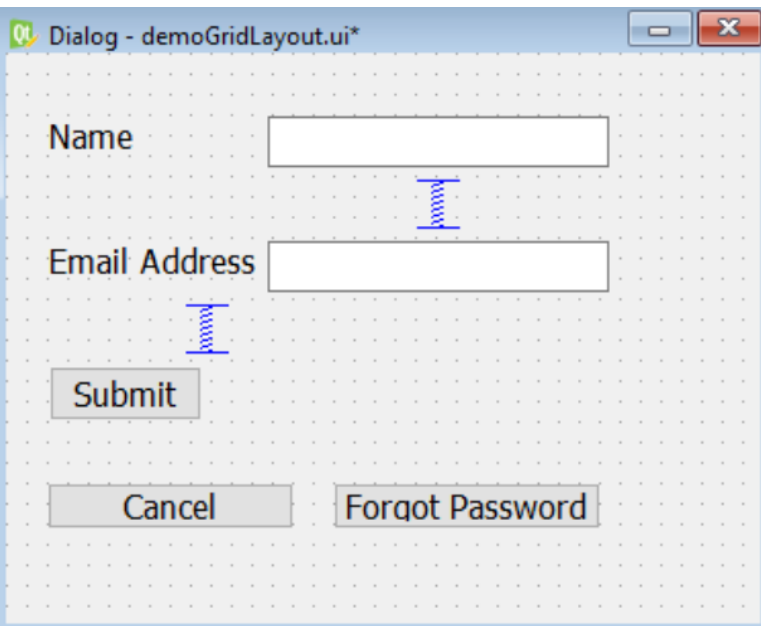 Dialog - demoGridLayout.ui*
Name
Email Address
Submit
Cancel Forgot Password